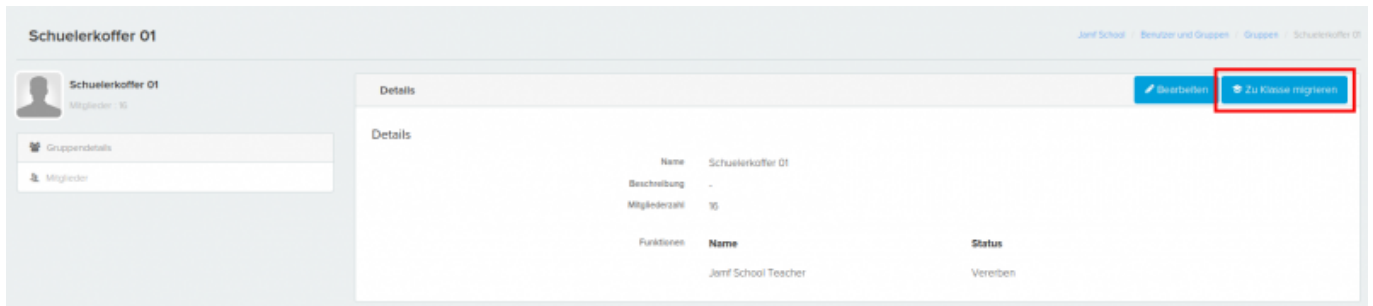 Schuelerkoffer 01
Jamf School / Benutzer und Gruppen / Gruppen / Schuelerkoffer 01
Schuelerkoffer 01
Mitglieder: 16
Gruppendetails
Mitglieder
Details
Bearbeiten
Zu Klasse migrieren
Details
Name Schuelerkoffer 01
Beschreibung -
Mitgliederzahl 16
Funktionen Name Status
Jamf School Teacher Vererben